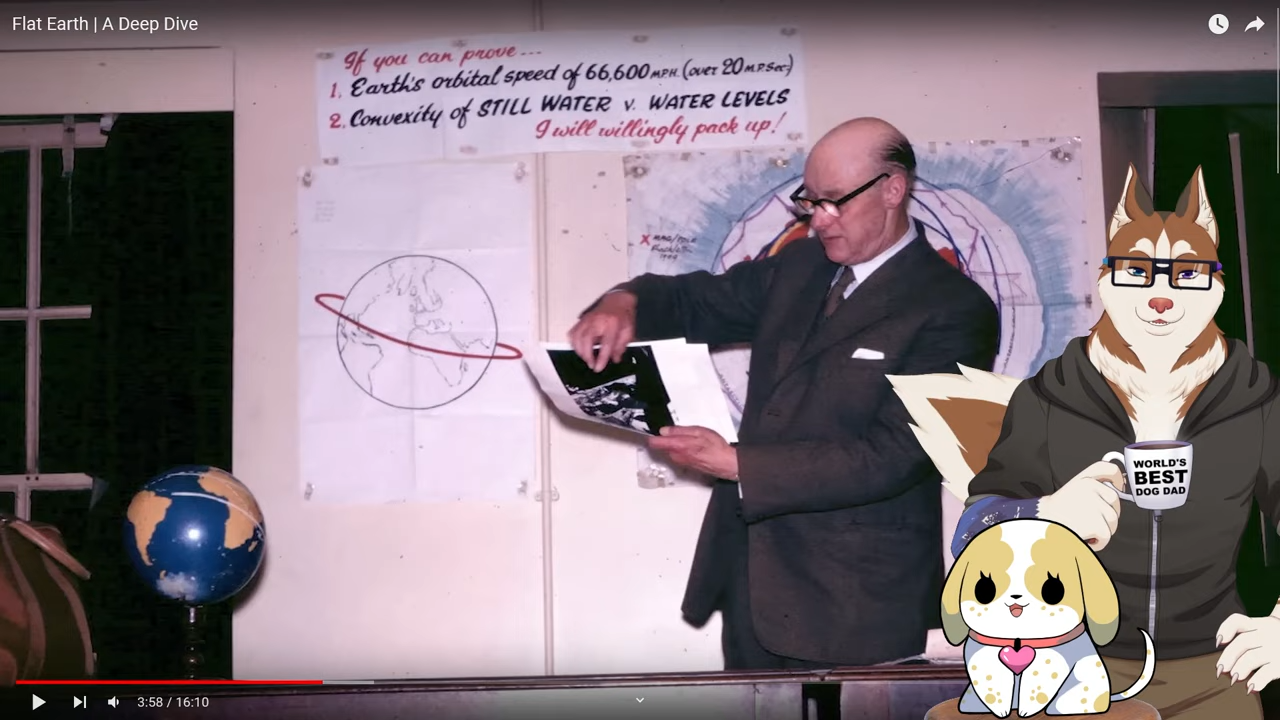 Flat Earth | A Deep Dive
If you can prove ---
1. Earth's orbital speed of 66,600 M.P.H. (over 20 M.P.Sec)
2. Convexity of STILL WATER v. WATER LEVELS
I will willingly pack up!
WORLD'S
BEST
DOG DAD
3:58 / 16:10